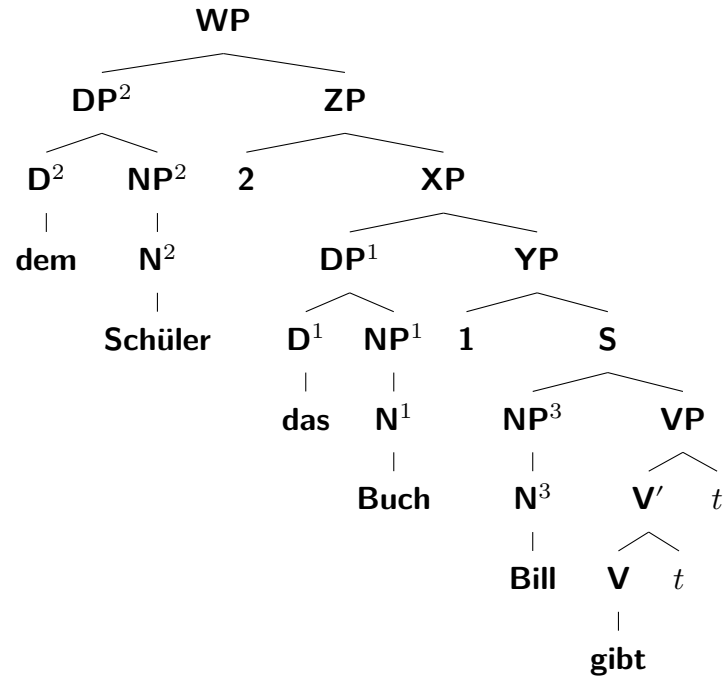 WP
DP² ZP
D² NP² 2 XP
dem N² DP¹ YP
Schüler D¹ NP¹ 1 S
das N¹ NP³ VP
Buch N³ V′ t
Bill V t
gibt